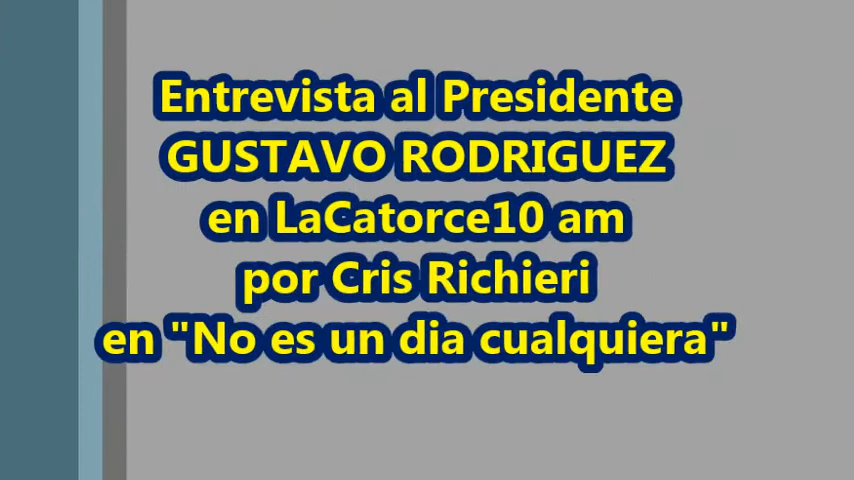 Entrevista al Presidente
GUSTAVO RODRIGUEZ
en LaCatorce10 am
por Cris Richieri
en "No es un dia cualquiera"